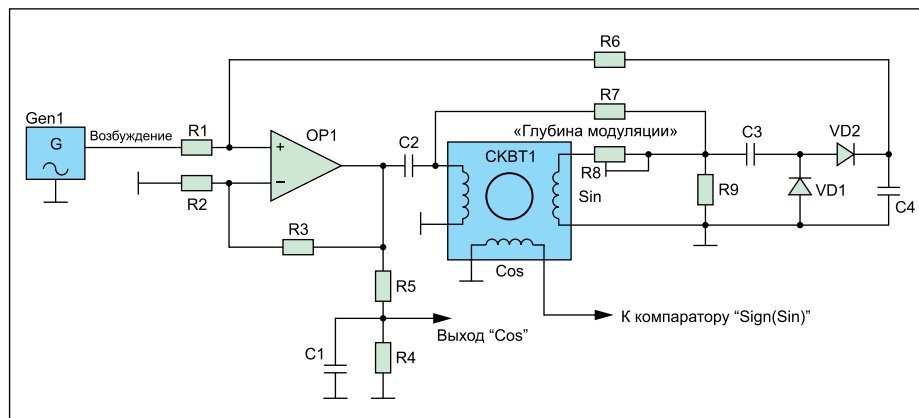 R6
Gen1
G
Возбуждение
R1
OP1
+
−
R2
R3
C2
R7
«Глубина модуляции»
СКВТ1
R8
Sin
Cos
C3
VD2
R9
VD1
C4
R5
C1
R4
Выход “Cos”
К компаратору “Sign(Sin)”